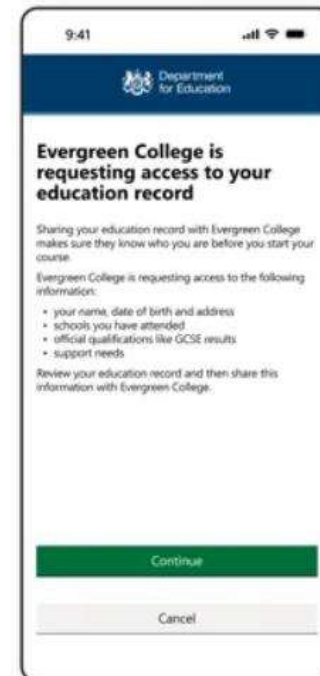 9:41
Department
for Education
Evergreen College is
requesting access to your
education record
Sharing your education record with Evergreen College
makes sure they know who you are before you start your
course.
Evergreen College is requesting access to the following
information:
• your name, date of birth and address
• schools you have attended
• official qualifications like GCSE results
• support needs
Review your education record and then share this
information with Evergreen College.
Continue
Cancel